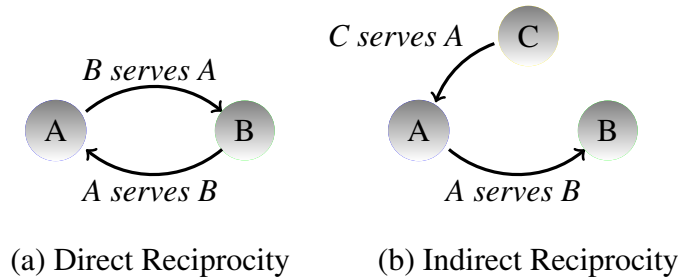 B serves A
A
B
A serves B
(a) Direct Reciprocity
C serves A
C
A
B
A serves B
(b) Indirect Reciprocity